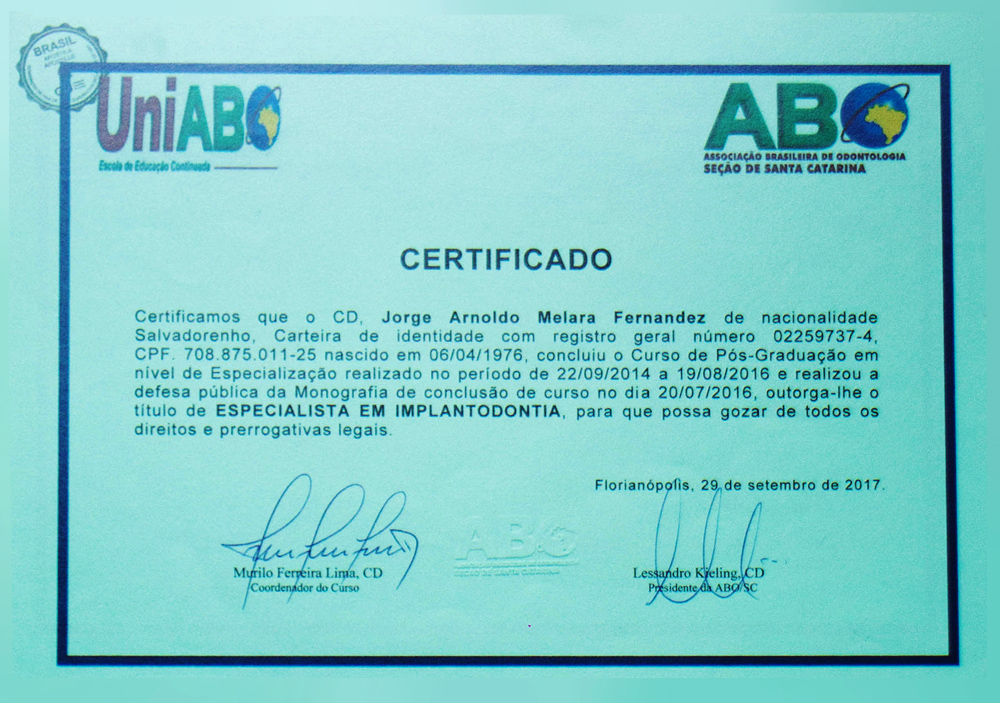 BRASIL
UniABO
Escola de Educação Continuada
ABO
ASSOCIAÇÃO BRASILEIRA DE ODONTOLOGIA
SEÇÃO DE SANTA CATARINA
CERTIFICADO
Certificamos que o CD, Jorge Arnoldo Melara Fernandez de nacionalidade
Salvadorenho, Carteira de identidade com registro geral número 02259737-4,
CPF. 708.875.011-25 nascido em 06/04/1976, concluiu o Curso de Pós-Graduação em
nível de Especialização realizado no período de 22/09/2014 a 19/08/2016 e realizou a
defesa pública da Monografia de conclusão de curso no dia 20/07/2016, outorga-lhe o
título de ESPECIALISTA EM IMPLANTODONTIA, para que possa gozar de todos os
direitos e prerrogativas legais.
Florianópolis, 29 de setembro de 2017.
ABO
SEÇÃO DE SANTA CATARINA
Murilo Ferreira Lima, CD
Coordenador do Curso
Lessandro Kieling, CD
Presidente da ABO/SC